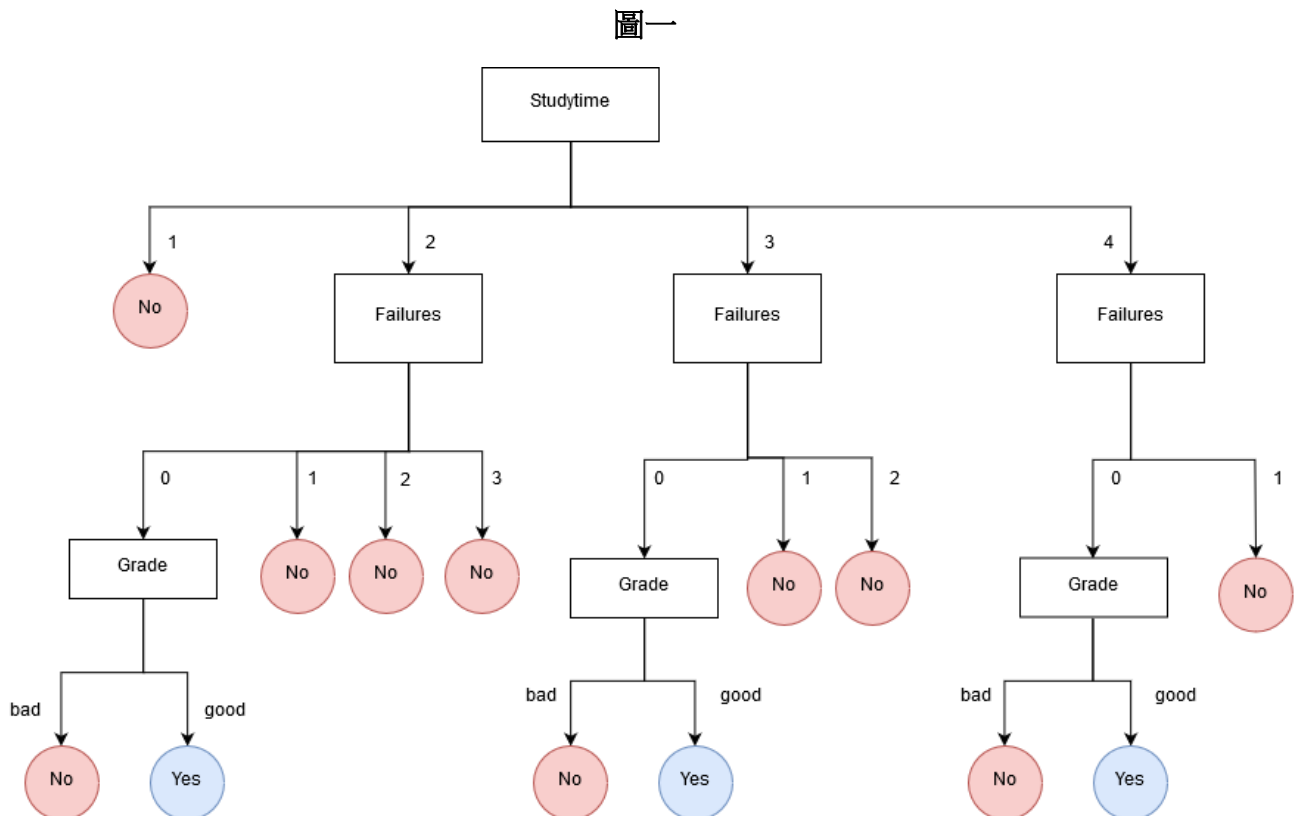 圖一
Studytime
1
2
3
4
No
Failures
Failures
Failures
0
1
2
3
0
1
2
0
1
Grade
No
No
No
Grade
No
No
Grade
No
bad
good
bad
good
bad
good
No
Yes
No
Yes
No
Yes